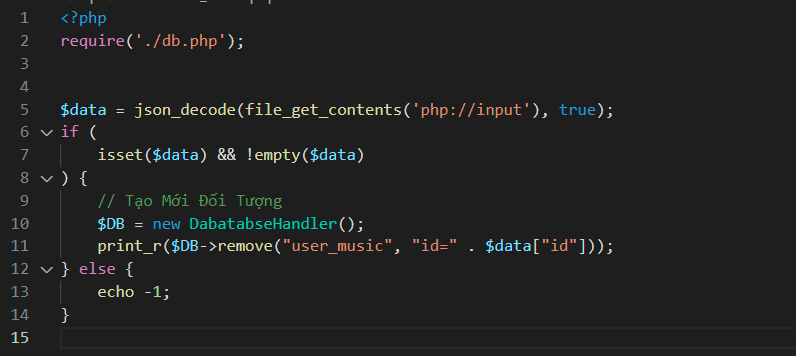 1 <?php
2 require('./db.php');
3
4
5 $data = json_decode(file_get_contents('php://input'), true);
6 if (
7 isset($data) && !empty($data)
8 ) {
9 // Tạo Mới Đối Tượng
10 $DB = new DabatabseHandler();
11 print_r($DB->remove("user_music", "id=" . $data["id"]));
12 } else {
13 echo -1;
14 }
15